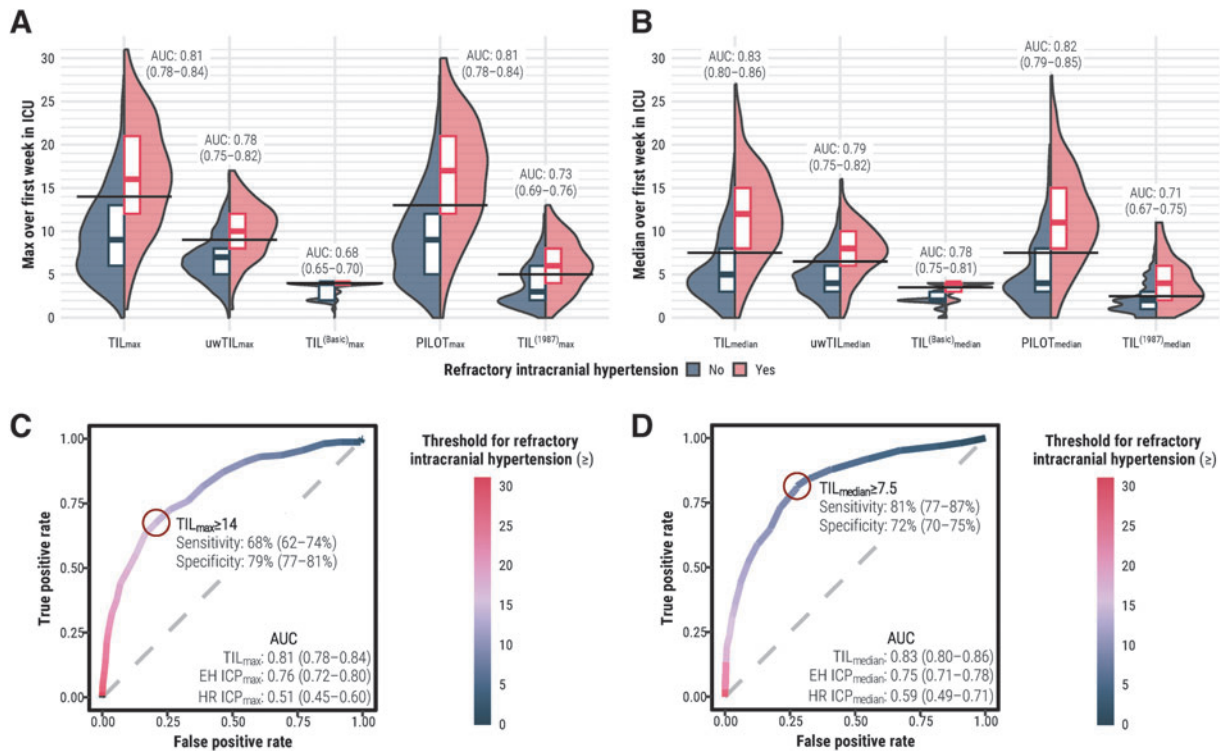 A
Max over first week in ICU
30
25
20
15
10
5
0
AUC: 0.81
(0.78–0.84)
AUC: 0.78
(0.75–0.82)
AUC: 0.68
(0.65–0.70)
AUC: 0.81
(0.78–0.84)
AUC: 0.73
(0.69–0.76)
TILmax
uwTILmax
TIL(Basic)max
PILOTmax
TIL(1987)max
B
Median over first week in ICU
30
25
20
15
10
5
0
AUC: 0.83
(0.80–0.86)
AUC: 0.79
(0.75–0.82)
AUC: 0.78
(0.75–0.81)
AUC: 0.82
(0.79–0.85)
AUC: 0.71
(0.67–0.75)
TILmedian
uwTILmedian
TIL(Basic)median
PILOTmedian
TIL(1987)median
Refractory intracranial hypertension No Yes
C
True positive rate
1.00
0.75
0.50
0.25
0.00
TILmax≥14
Sensitivity: 68% (62–74%)
Specificity: 79% (77–81%)
AUC
TILmax: 0.81 (0.78–0.84)
EH ICPmax: 0.76 (0.72–0.80)
HR ICPmax: 0.51 (0.45–0.60)
0.00 0.25 0.50 0.75 1.00
False positive rate
Threshold for refractory
intracranial hypertension (≥)
30
25
20
15
10
5
0
D
True positive rate
1.00
0.75
0.50
0.25
0.00
TILmedian≥7.5
Sensitivity: 81% (77–87%)
Specificity: 72% (70–75%)
AUC
TILmedian: 0.83 (0.80–0.86)
EH ICPmedian: 0.75 (0.71–0.78)
HR ICPmedian: 0.59 (0.49–0.71)
0.00 0.25 0.50 0.75 1.00
False positive rate
Threshold for refractory
intracranial hypertension (≥)
30
25
20
15
10
5
0